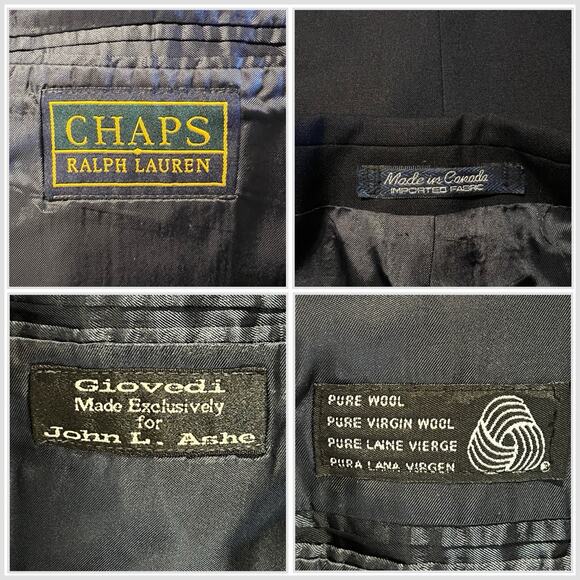 CHAPS
RALPH LAUREN
Made in Canada
IMPORTED FABRIC
Giovedi
Made Exclusively
for
John L. Ashe
PURE WOOL
PURE VIRGIN WOOL
PURE LAINE VIERGE
PURA LANA VIRGEN
®